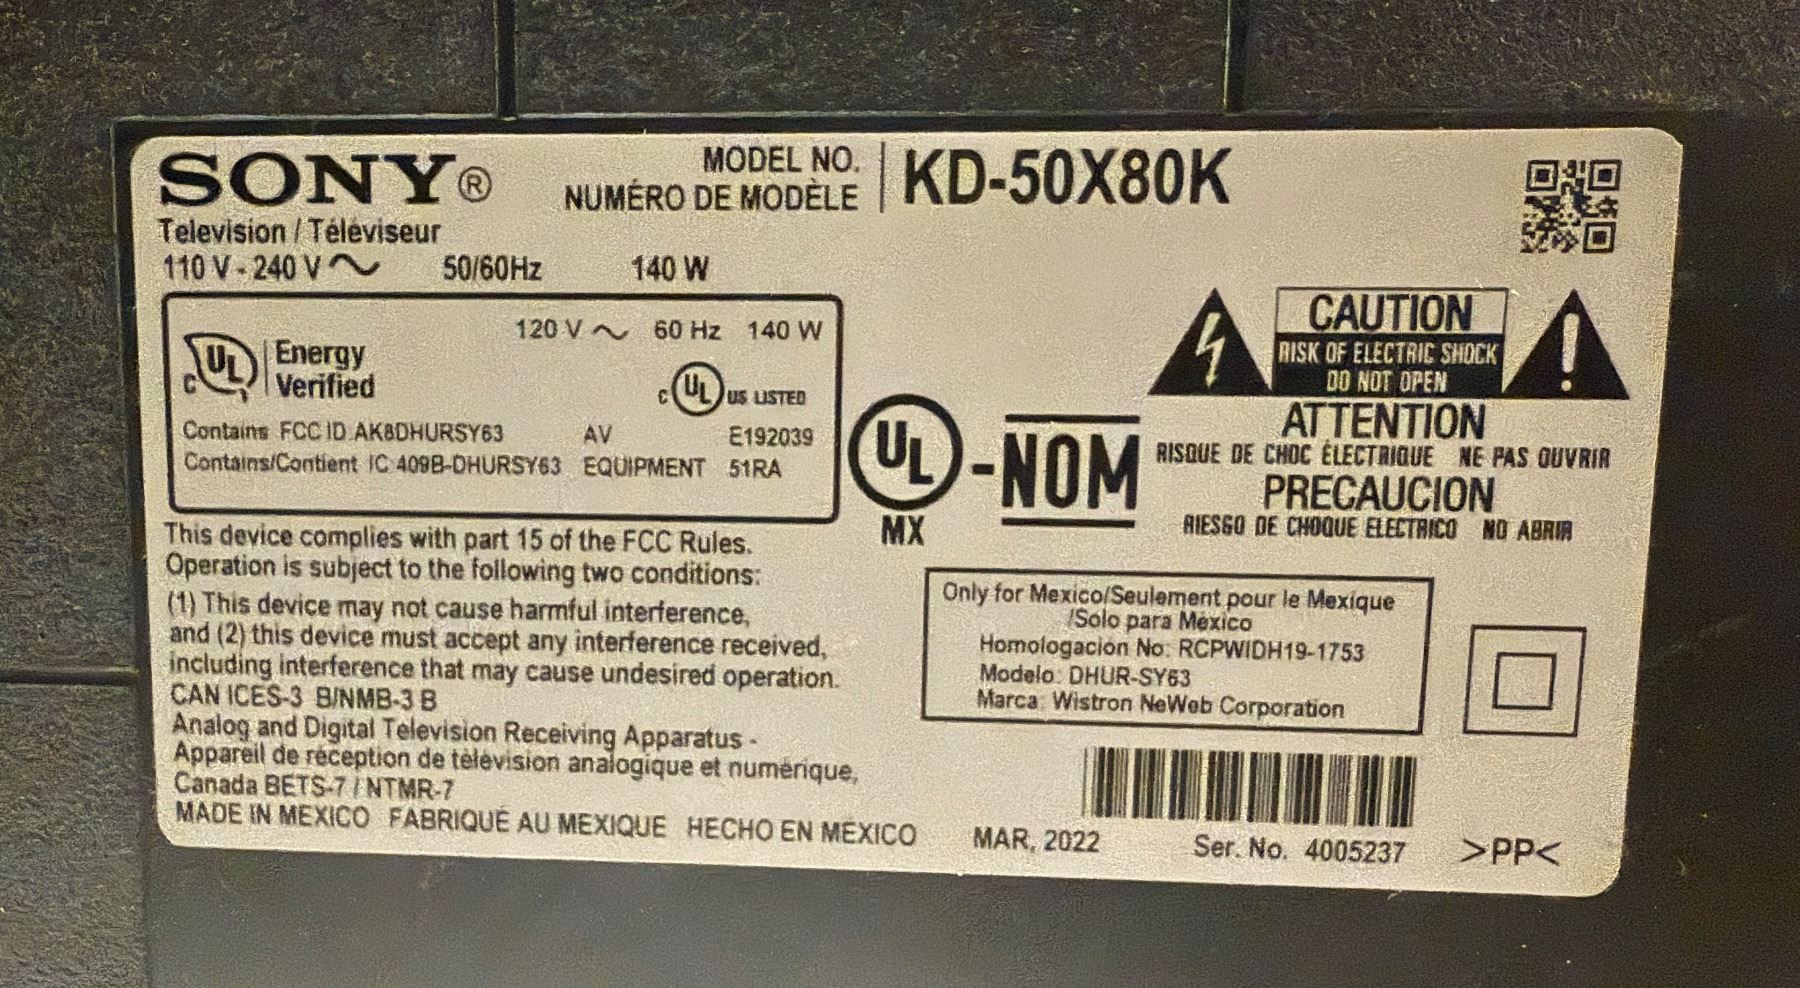 SONY®
MODEL NO.
NUMÉRO DE MODÈLE
KD-50X80K
Television / Téléviseur
110 V - 240 V ~ 50/60Hz 140 W
120 V ~ 60 Hz 140 W
C UL Energy
Verified
C UL US LISTED
Contains FCC ID:AK8DHURSY63 AV E192039
Contains/Contient IC:409B-DHURSY63 EQUIPMENT 51RA
UL -NOM
MX
CAUTION
RISK OF ELECTRIC SHOCK
DO NOT OPEN
ATTENTION
RISQUE DE CHOC ÉLECTRIQUE NE PAS OUVRIR
PRECAUCION
RIESGO DE CHOQUE ELECTRICO NO ABRIR
This device complies with part 15 of the FCC Rules.
Operation is subject to the following two conditions:
(1) This device may not cause harmful interference,
and (2) this device must accept any interference received,
including interference that may cause undesired operation.
CAN ICES-3 B/NMB-3 B
Analog and Digital Television Receiving Apparatus -
Appareil de réception de télévision analogique et numérique,
Canada BETS-7 / NTMR-7
MADE IN MEXICO FABRIQUÉ AU MEXIQUE HECHO EN MÉXICO
Only for Mexico/Seulement pour le Mexique
/Solo para México
Homologación No: RCPWIDH19-1753
Modelo: DHUR-SY63
Marca: Wistron NeWeb Corporation
MAR, 2022
Ser. No. 4005237
>PP<